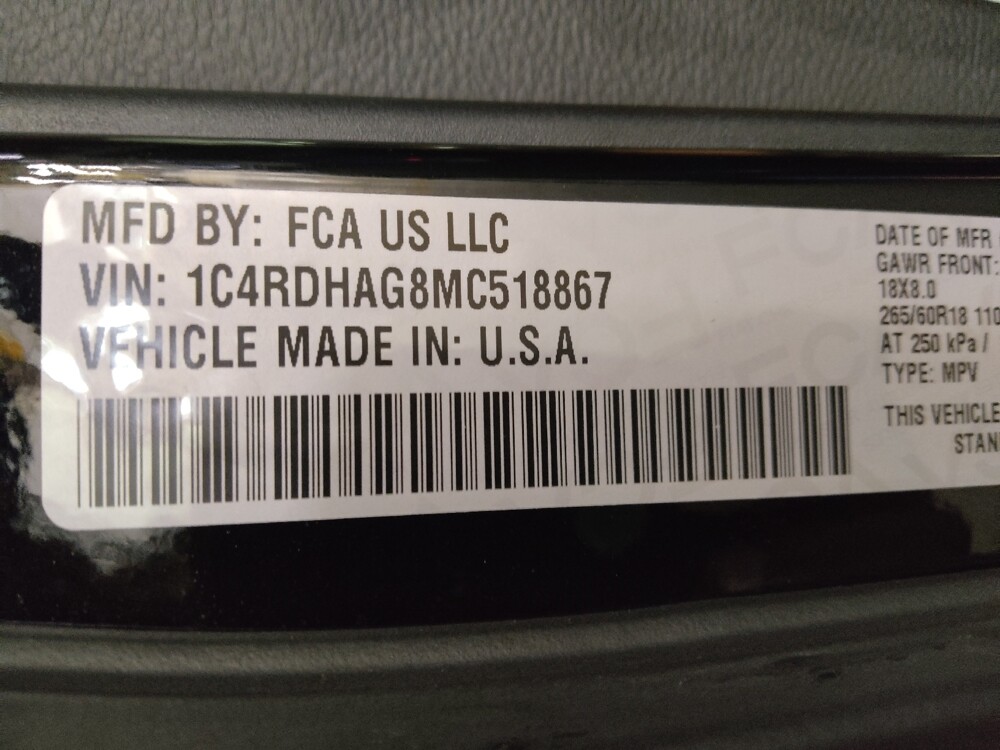 MFD BY: FCA US LLC
VIN: 1C4RDHAG8MC518867
VEHICLE MADE IN: U.S.A.
DATE OF MFR
GAWR FRONT:
18X8.0
265/60R18 110
AT 250 kPa /
TYPE: MPV
THIS VEHICLE
STAN